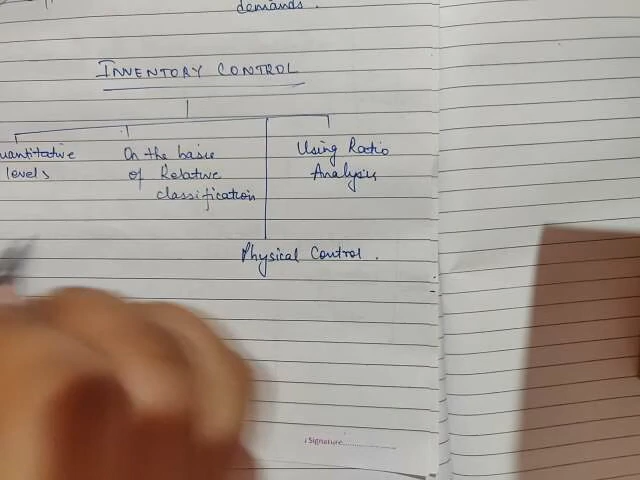 demands.
INVENTORY CONTROL
uantitative
levels
On the basis
of Relative
classification
Using Ratio
Analysis
Physical Control.
Signature